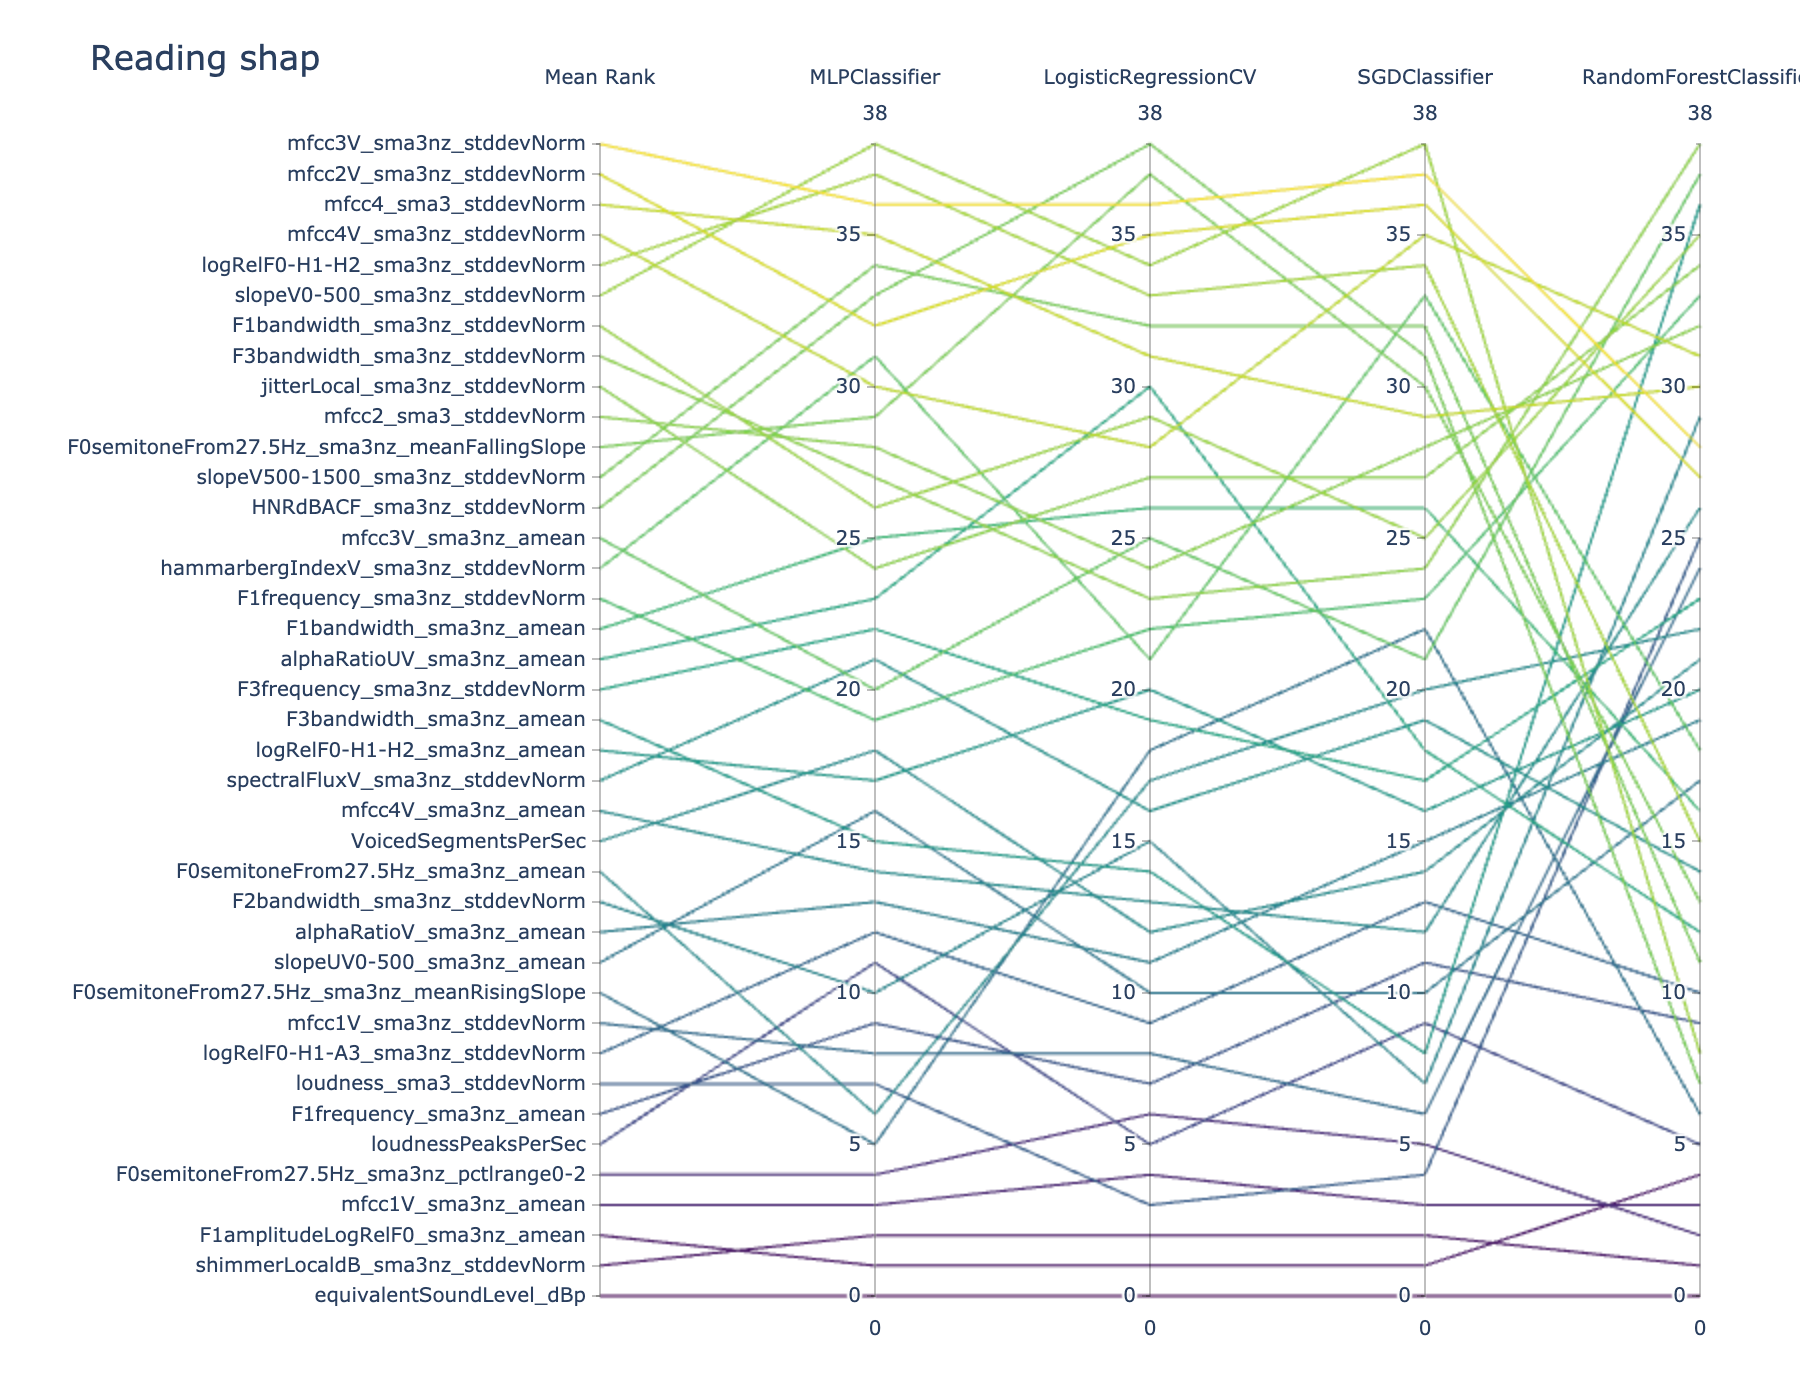 Reading shap
Mean Rank MLPClassifier LogisticRegressionCV SGDClassifier RandomForestClassifie
38 38 38 38
mfcc3V_sma3nz_stddevNorm
mfcc2V_sma3nz_stddevNorm
mfcc4_sma3_stddevNorm
mfcc4V_sma3nz_stddevNorm 35 35 35 35
logRelF0-H1-H2_sma3nz_stddevNorm
slopeV0-500_sma3nz_stddevNorm
F1bandwidth_sma3nz_stddevNorm
F3bandwidth_sma3nz_stddevNorm
jitterLocal_sma3nz_stddevNorm 30 30 30 30
mfcc2_sma3_stddevNorm
F0semitoneFrom27.5Hz_sma3nz_meanFallingSlope
slopeV500-1500_sma3nz_stddevNorm
HNRdBACF_sma3nz_stddevNorm
mfcc3V_sma3nz_amean 25 25 25 25
hammarbergIndexV_sma3nz_stddevNorm
F1frequency_sma3nz_stddevNorm
F1bandwidth_sma3nz_amean
alphaRatioUV_sma3nz_amean
F3frequency_sma3nz_stddevNorm 20 20 20 20
F3bandwidth_sma3nz_amean
logRelF0-H1-H2_sma3nz_amean
spectralFluxV_sma3nz_stddevNorm
mfcc4V_sma3nz_amean
VoicedSegmentsPerSec 15 15 15 15
F0semitoneFrom27.5Hz_sma3nz_amean
F2bandwidth_sma3nz_stddevNorm
alphaRatioV_sma3nz_amean
slopeUV0-500_sma3nz_amean
F0semitoneFrom27.5Hz_sma3nz_meanRisingSlope 10 10 10 10
mfcc1V_sma3nz_stddevNorm
logRelF0-H1-A3_sma3nz_stddevNorm
loudness_sma3_stddevNorm
F1frequency_sma3nz_amean
loudnessPeaksPerSec 5 5 5 5
F0semitoneFrom27.5Hz_sma3nz_pctlrange0-2
mfcc1V_sma3nz_amean
F1amplitudeLogRelF0_sma3nz_amean
shimmerLocaldB_sma3nz_stddevNorm
equivalentSoundLevel_dBp 0 0 0 0
0 0 0 0